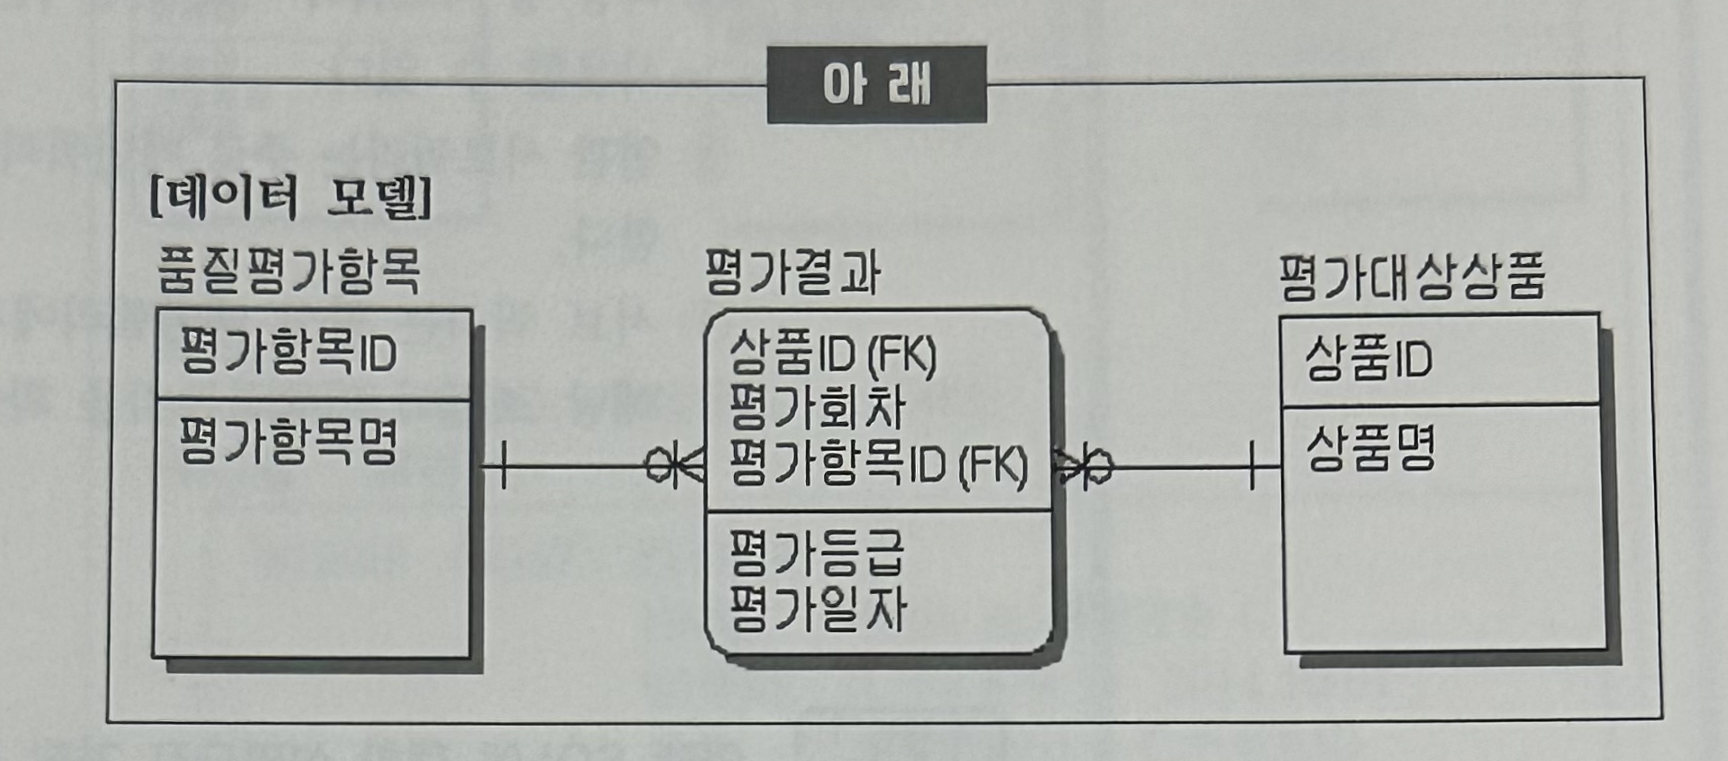 아 래
[데이터 모델]
품질평가항목
평가항목ID
평가항목명
평가결과
상품ID (FK)
평가회차
평가항목ID (FK)
평가등급
평가일자
평가대상상품
상품ID
상품명